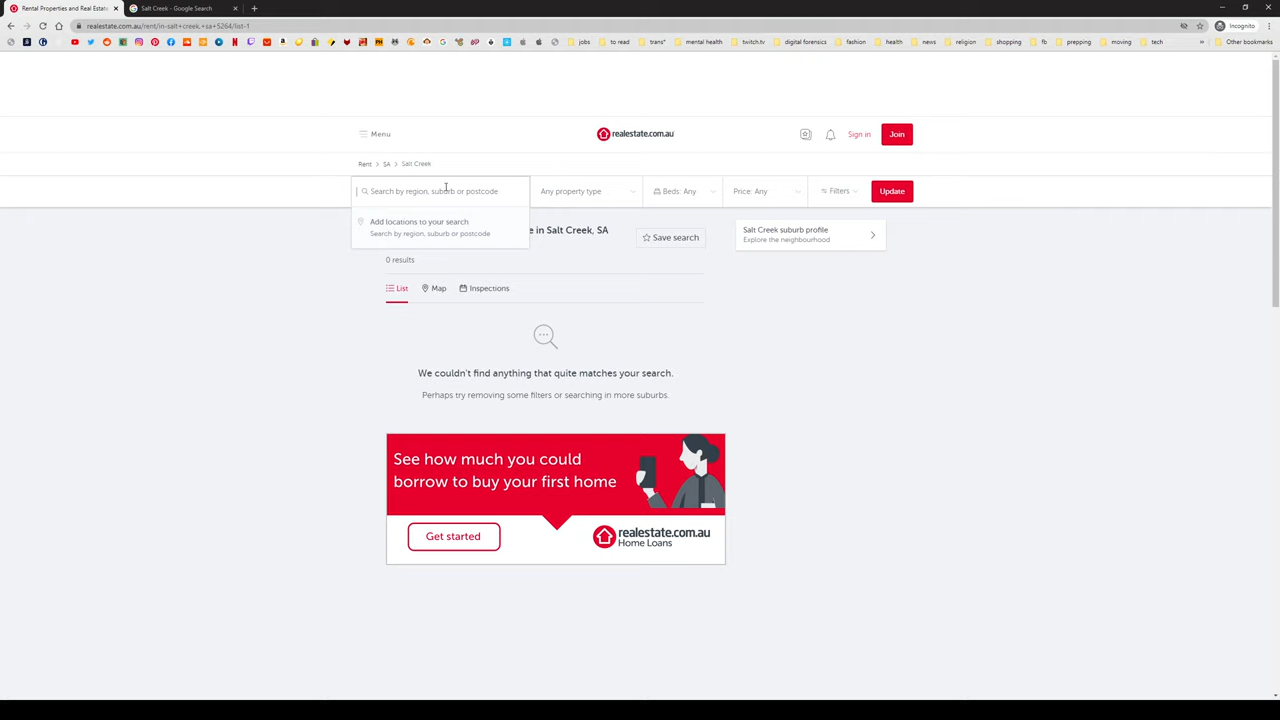 Rental Properties and Real Estate
Salt Creek - Google Search
realestate.com.au/rent/in-salt+creek,+sa+5264/list-1
Incognito
jobs
to read
trans*
mental health
twitch.tv
digital forensics
fashion
health
news
religion
shopping
fb
prepping
moving
tech
»
Other bookmarks
Menu
realestate.com.au
Sign in
Join
Rent > SA > Salt Creek
Search by region, suburb or postcode
Any property type
Beds: Any
Price: Any
Filters
Update
Add locations to your search
Search by region, suburb or postcode
e in Salt Creek, SA
Save search
Salt Creek suburb profile
Explore the neighbourhood
0 results
List
Map
Inspections
We couldn't find anything that quite matches your search.
Perhaps try removing some filters or searching in more suburbs.
See how much you could
borrow to buy your first home
Get started
realestate.com.au
Home Loans